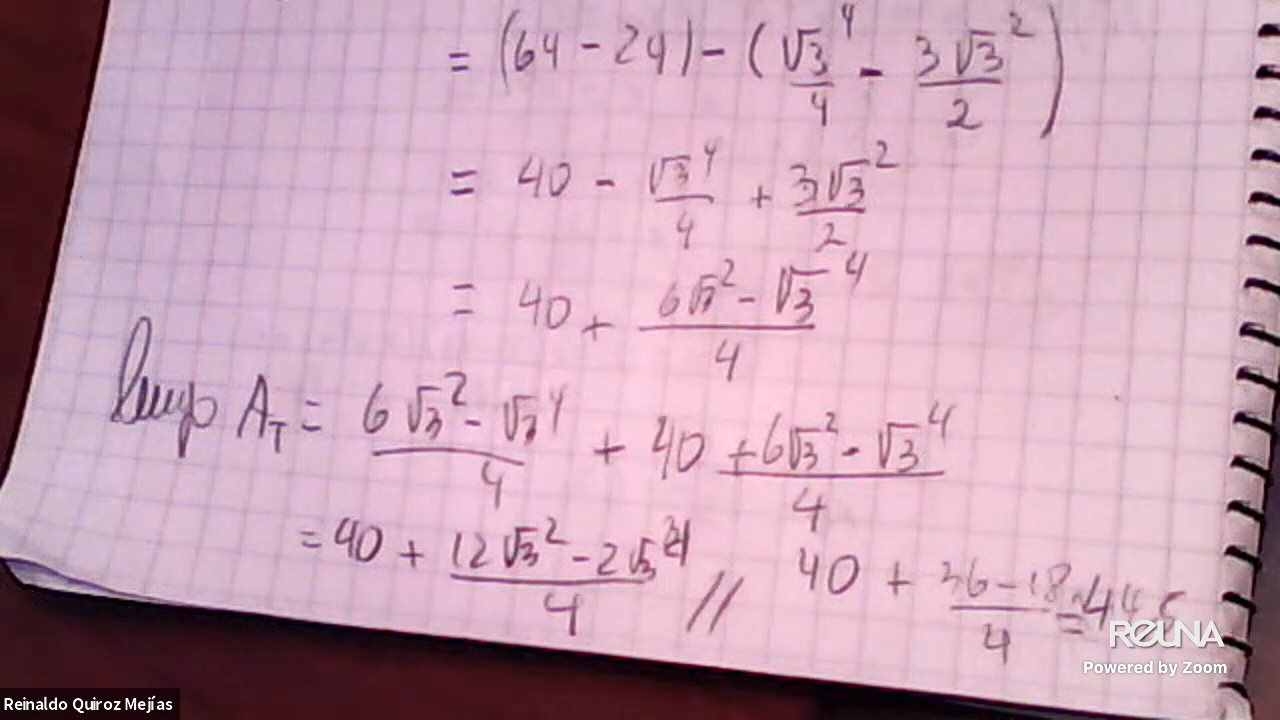 = (64 - 24) - (√3⁴/4 - 3√3²/2)
= 40 - √3⁴/4 + 3√3²/2
= 40 + (6√3² - √3⁴)/4
luego A_T = (6√3² - √3⁴)/4 + 40 + (6√3² - √3⁴)/4
= 40 + (12√3² - 2√3⁴)/4 // 40 + (36 - 18)/4 = 44,5
REUNA
Powered by Zoom
Reinaldo Quiroz Mejías